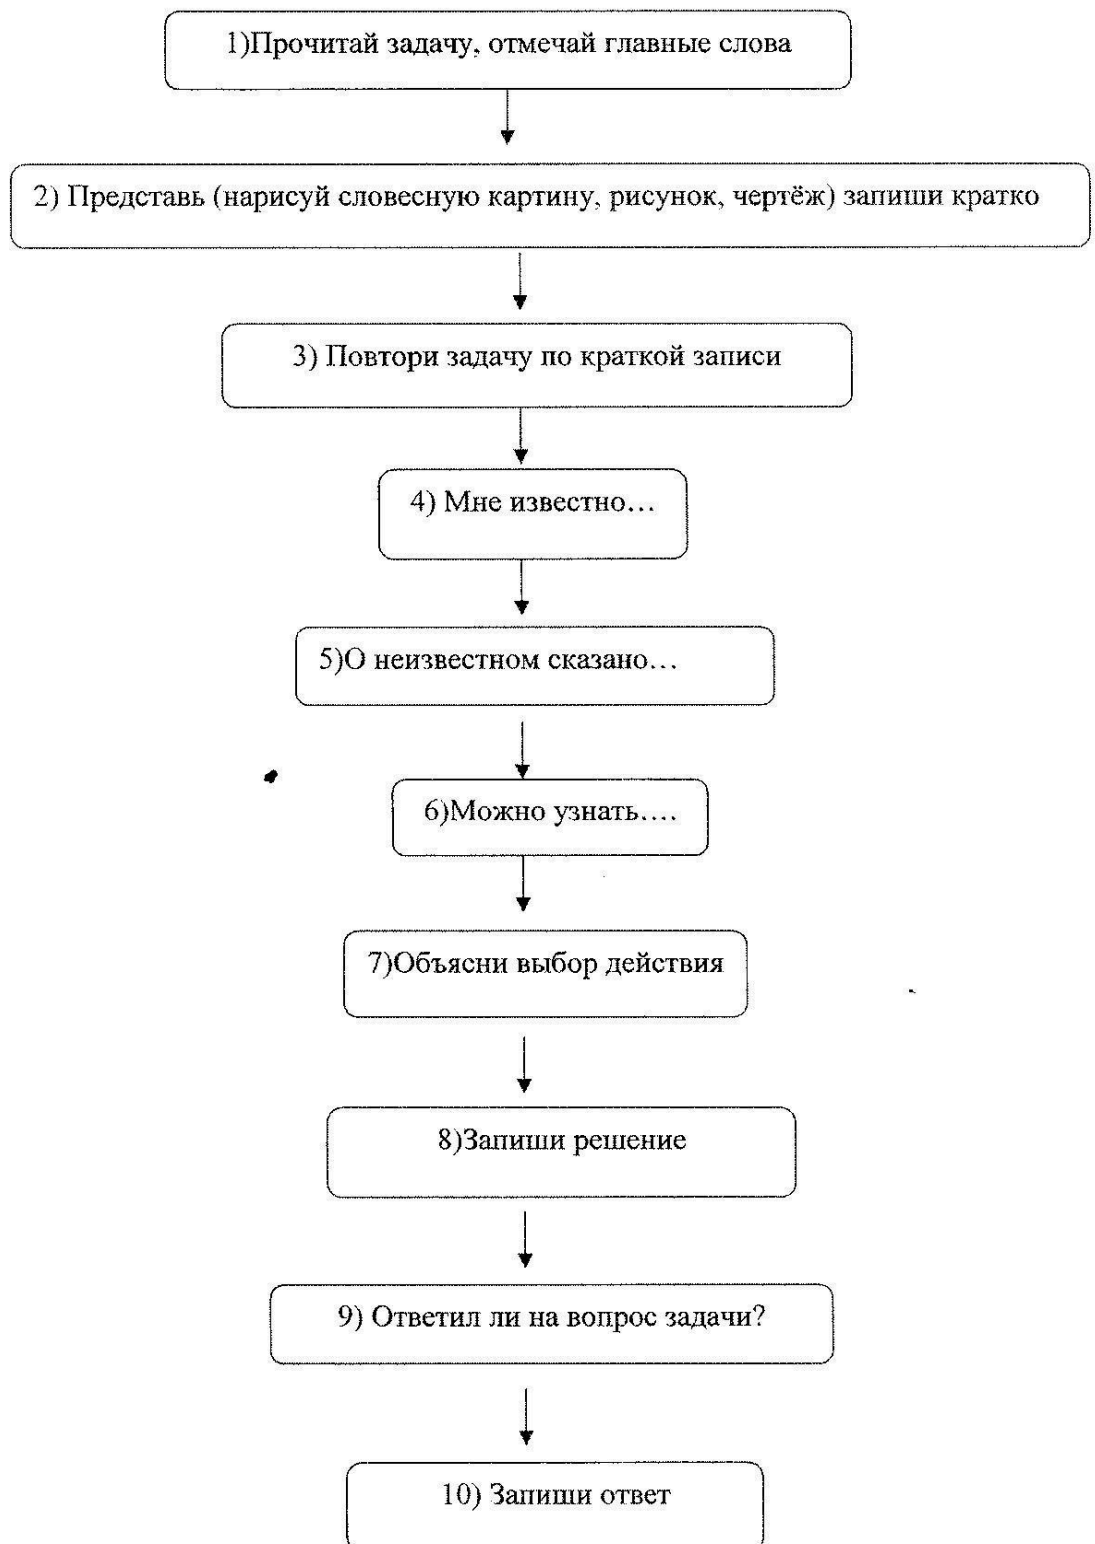 1)Прочитай задачу, отмечай главные слова
2) Представь (нарисуй словесную картину, рисунок, чертёж) запиши кратко
3) Повтори задачу по краткой записи
4) Мне известно…
5)О неизвестном сказано…
6)Можно узнать….
7)Объясни выбор действия
8)Запиши решение
9) Ответил ли на вопрос задачи?
10) Запиши ответ